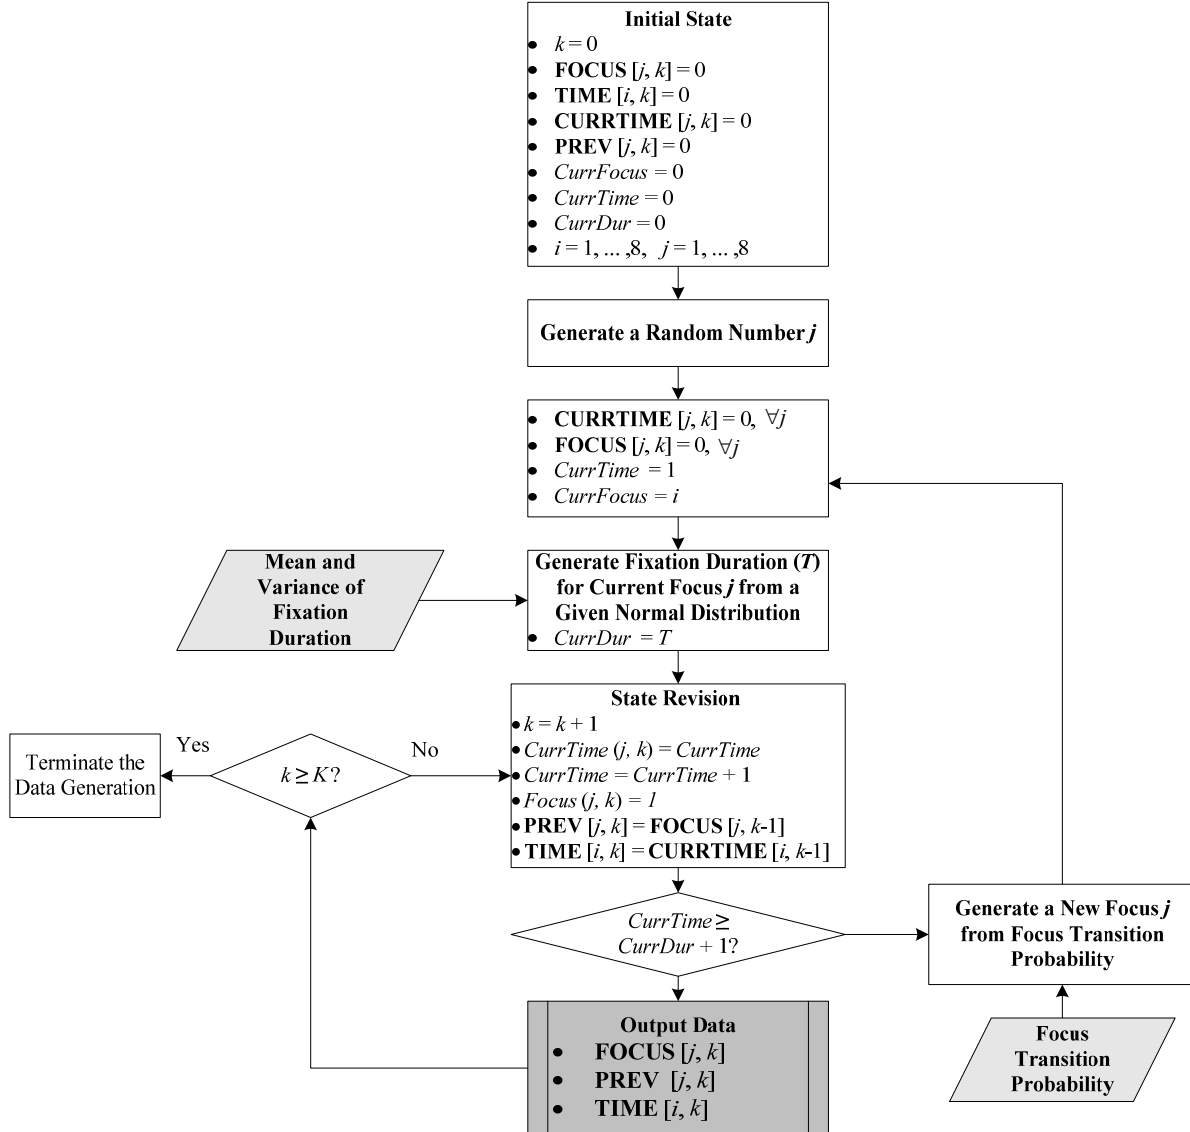 Initial State
• k = 0
• FOCUS [j, k] = 0
• TIME [i, k] = 0
• CURRTIME [j, k] = 0
• PREV [j, k] = 0
• CurrFocus = 0
• CurrTime = 0
• CurrDur = 0
• i = 1, ... ,8, j = 1, ... ,8
Generate a Random Number j
• CURRTIME [j, k] = 0, ∀j
• FOCUS [j, k] = 0, ∀j
• CurrTime = 1
• CurrFocus = i
Mean and
Variance of
Fixation
Duration
Generate Fixation Duration (T)
for Current Focus j from a
Given Normal Distribution
• CurrDur = T
State Revision
• k = k + 1
• CurrTime (j, k) = CurrTime
• CurrTime = CurrTime + 1
• Focus (j, k) = 1
• PREV [j, k] = FOCUS [j, k-1]
• TIME [i, k] = CURRTIME [i, k-1]
Terminate the
Data Generation
Yes
k ≥ K?
No
CurrTime ≥
CurrDur + 1?
Generate a New Focus j
from Focus Transition
Probability
Focus
Transition
Probability
Output Data
• FOCUS [j, k]
• PREV [j, k]
• TIME [i, k]